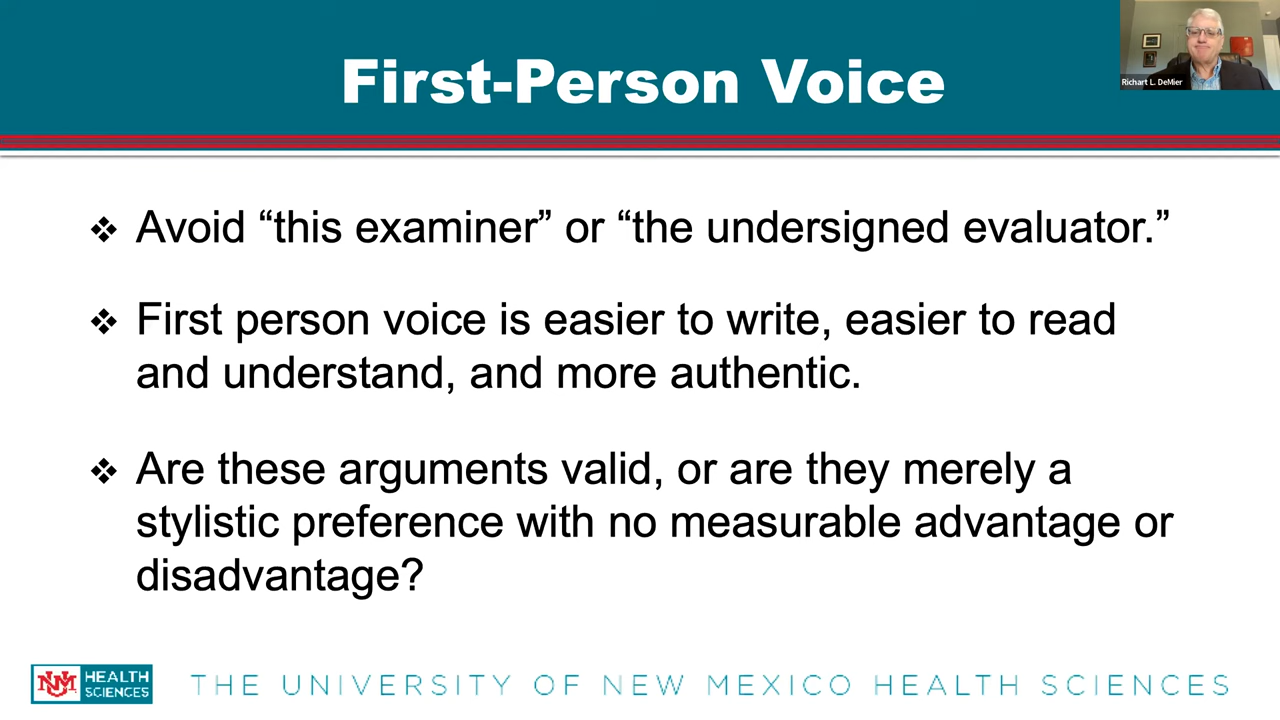 First-Person Voice
Richart L. DeMier
❖ Avoid “this examiner” or “the undersigned evaluator.”
❖ First person voice is easier to write, easier to read
and understand, and more authentic.
❖ Are these arguments valid, or are they merely a
stylistic preference with no measurable advantage or
disadvantage?
UNM HEALTH
SCIENCES
THE UNIVERSITY OF NEW MEXICO HEALTH SCIENCES